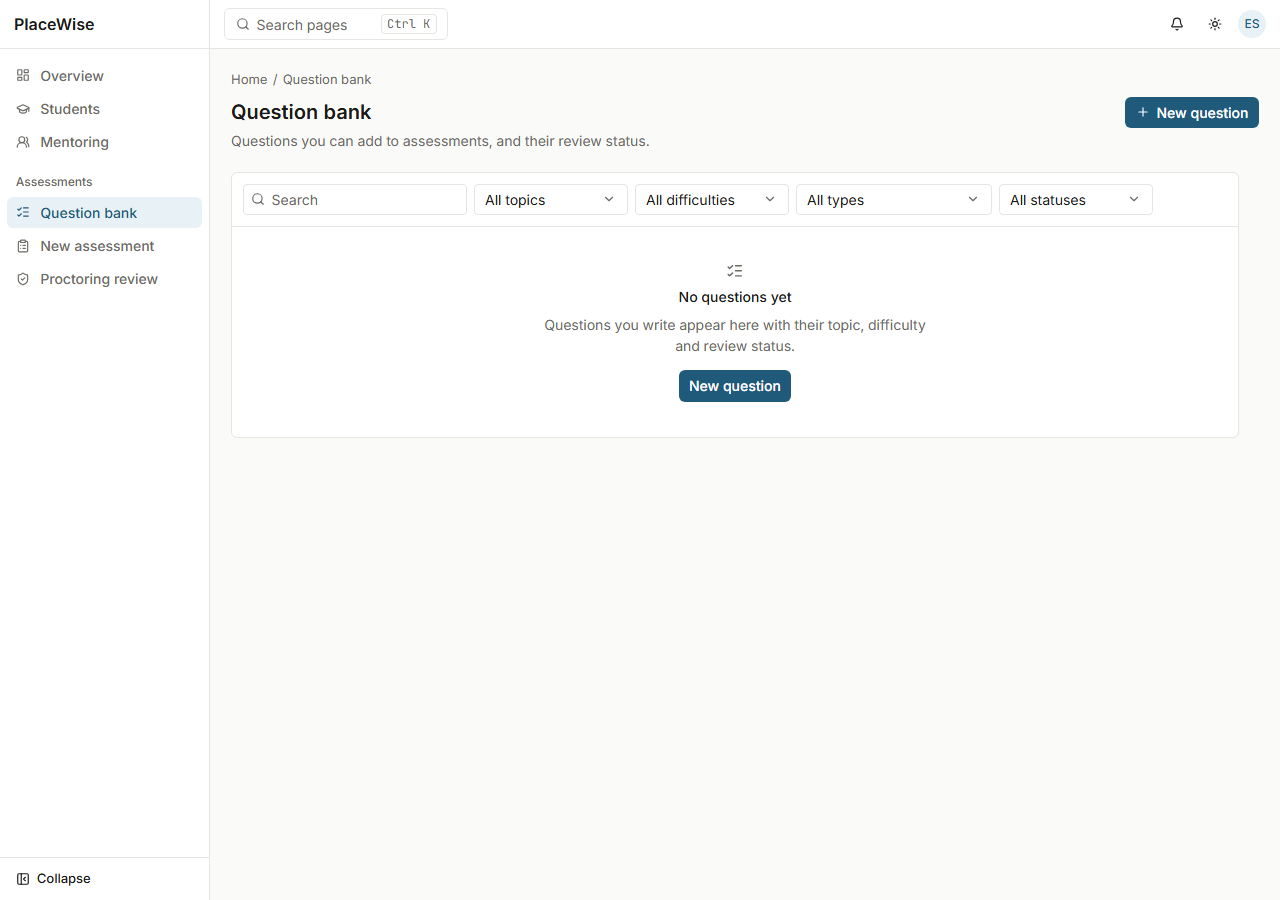 PlaceWise
Search pages
Ctrl K
ES
Overview
Students
Mentoring
Assessments
Question bank
New assessment
Proctoring review
Collapse
Home / Question bank
Question bank
Questions you can add to assessments, and their review status.
New question
Search
All topics
All difficulties
All types
All statuses
No questions yet
Questions you write appear here with their topic, difficulty
and review status.
New question